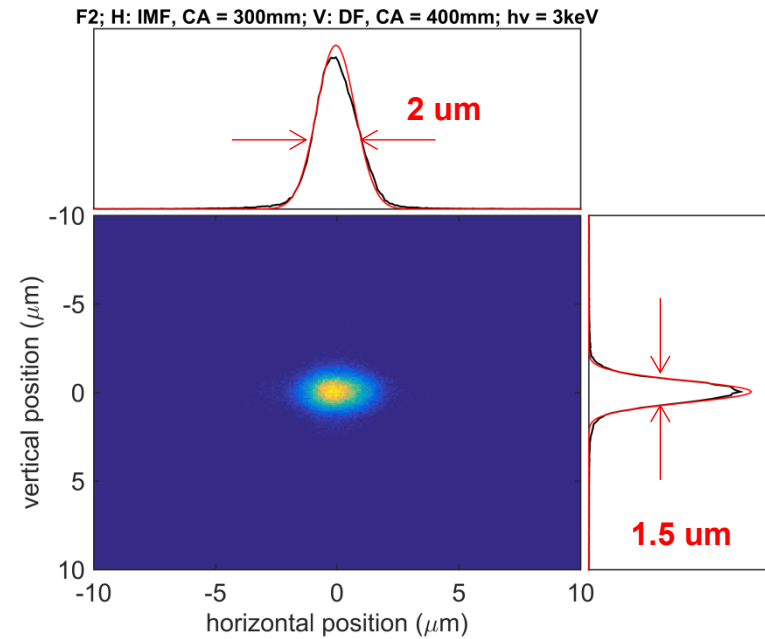 F2; H: IMF, CA = 300mm; V: DF, CA = 400mm; hv = 3keV
2 um
-10
-5
0
5
10
vertical position (μm)
-10
-5
0
5
10
horizontal position (μm)
1.5 um